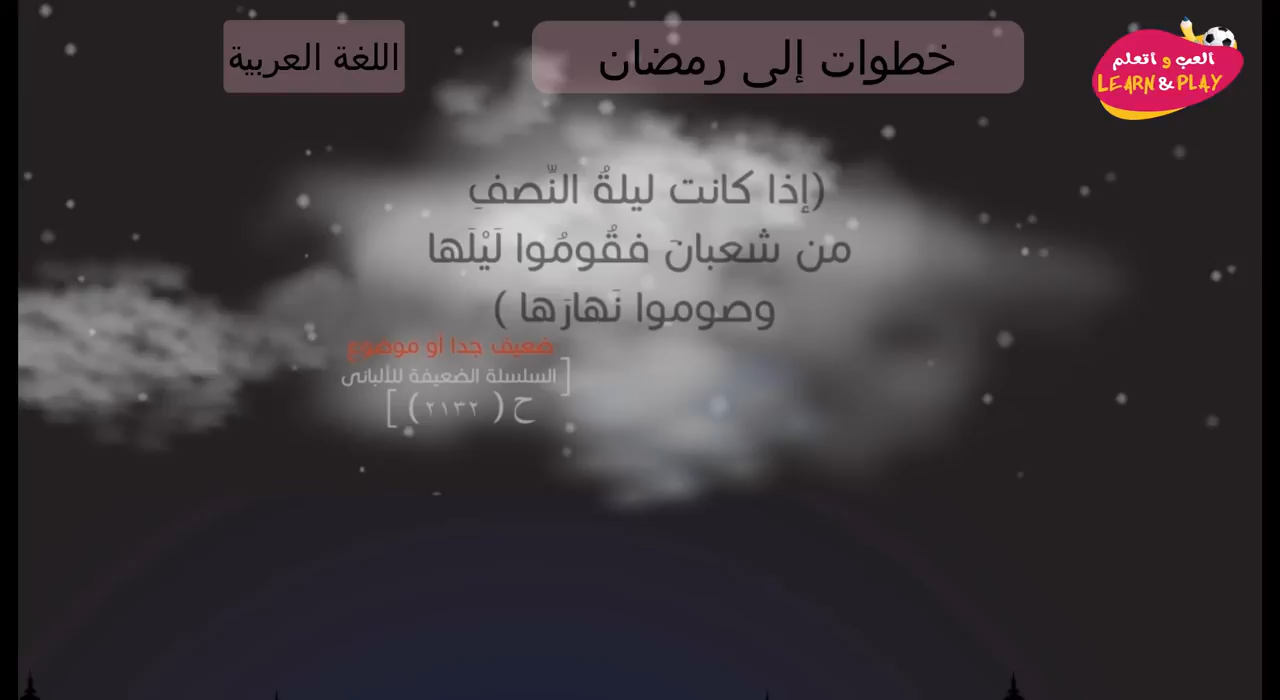 خطوات إلى رمضان
اللغة العربية
العب و اتعلم
LEARN & PLAY
(إذا كانت ليلةُ النّصفِ
من شعبانَ فقُومُوا لَيْلَها
وصوموا نَهارَها )
ضعيف جدا أو موضوع
[السلسلة الضعيفة للألبانى
ح ( ٢١٣٢ ) ]